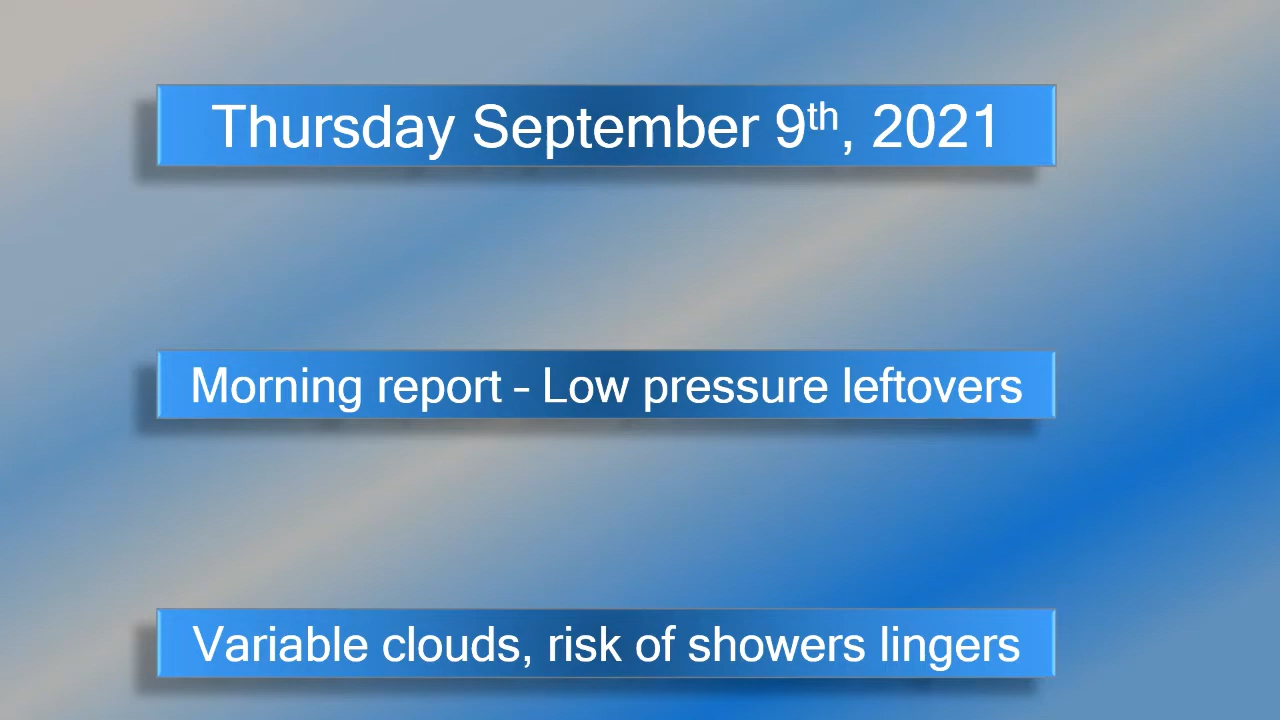 Thursday September 9th, 2021
Morning report – Low pressure leftovers
Variable clouds, risk of showers lingers